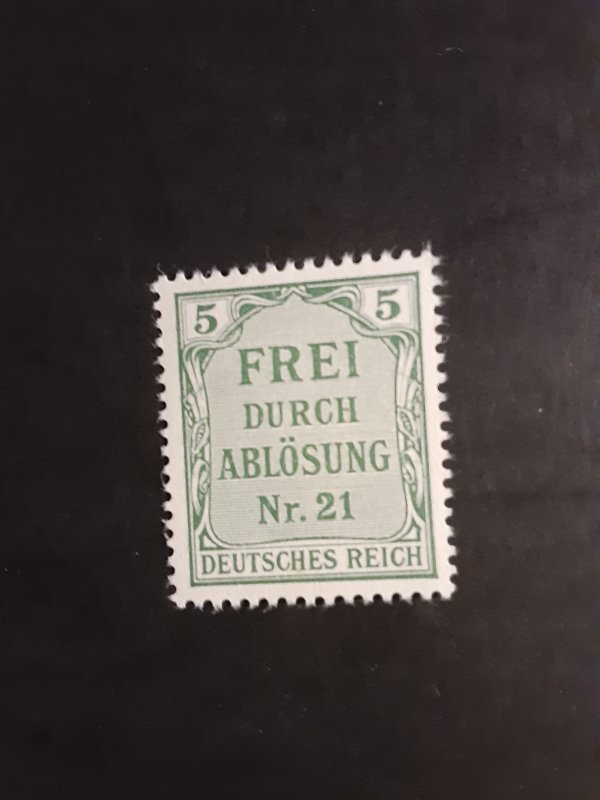 5 5
FREI
DURCH
ABLÖSUNG
Nr. 21
DEUTSCHES REICH